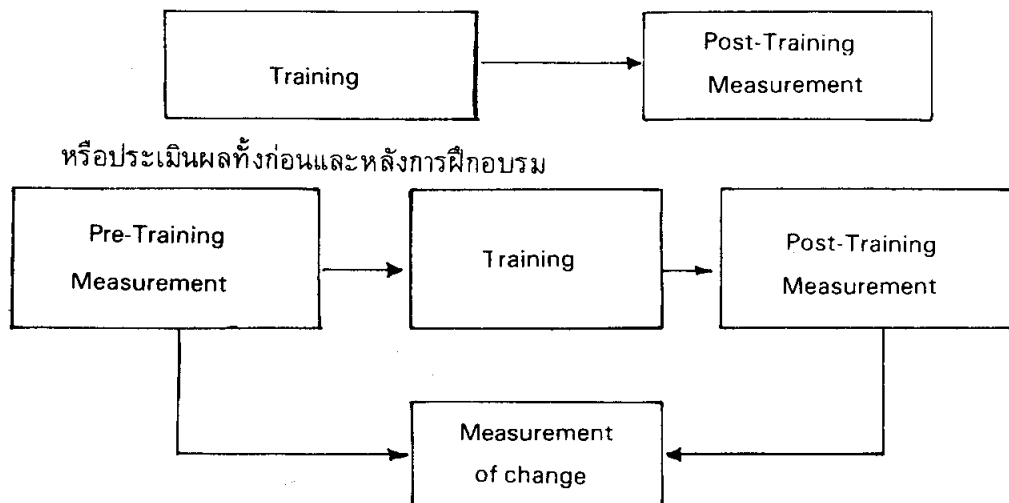 Training
Post-Training
Measurement
หรือประเมินผลทั้งก่อนและหลังการฝึกอบรม
Pre-Training
Measurement
Training
Post-Training
Measurement
Measurement
of change